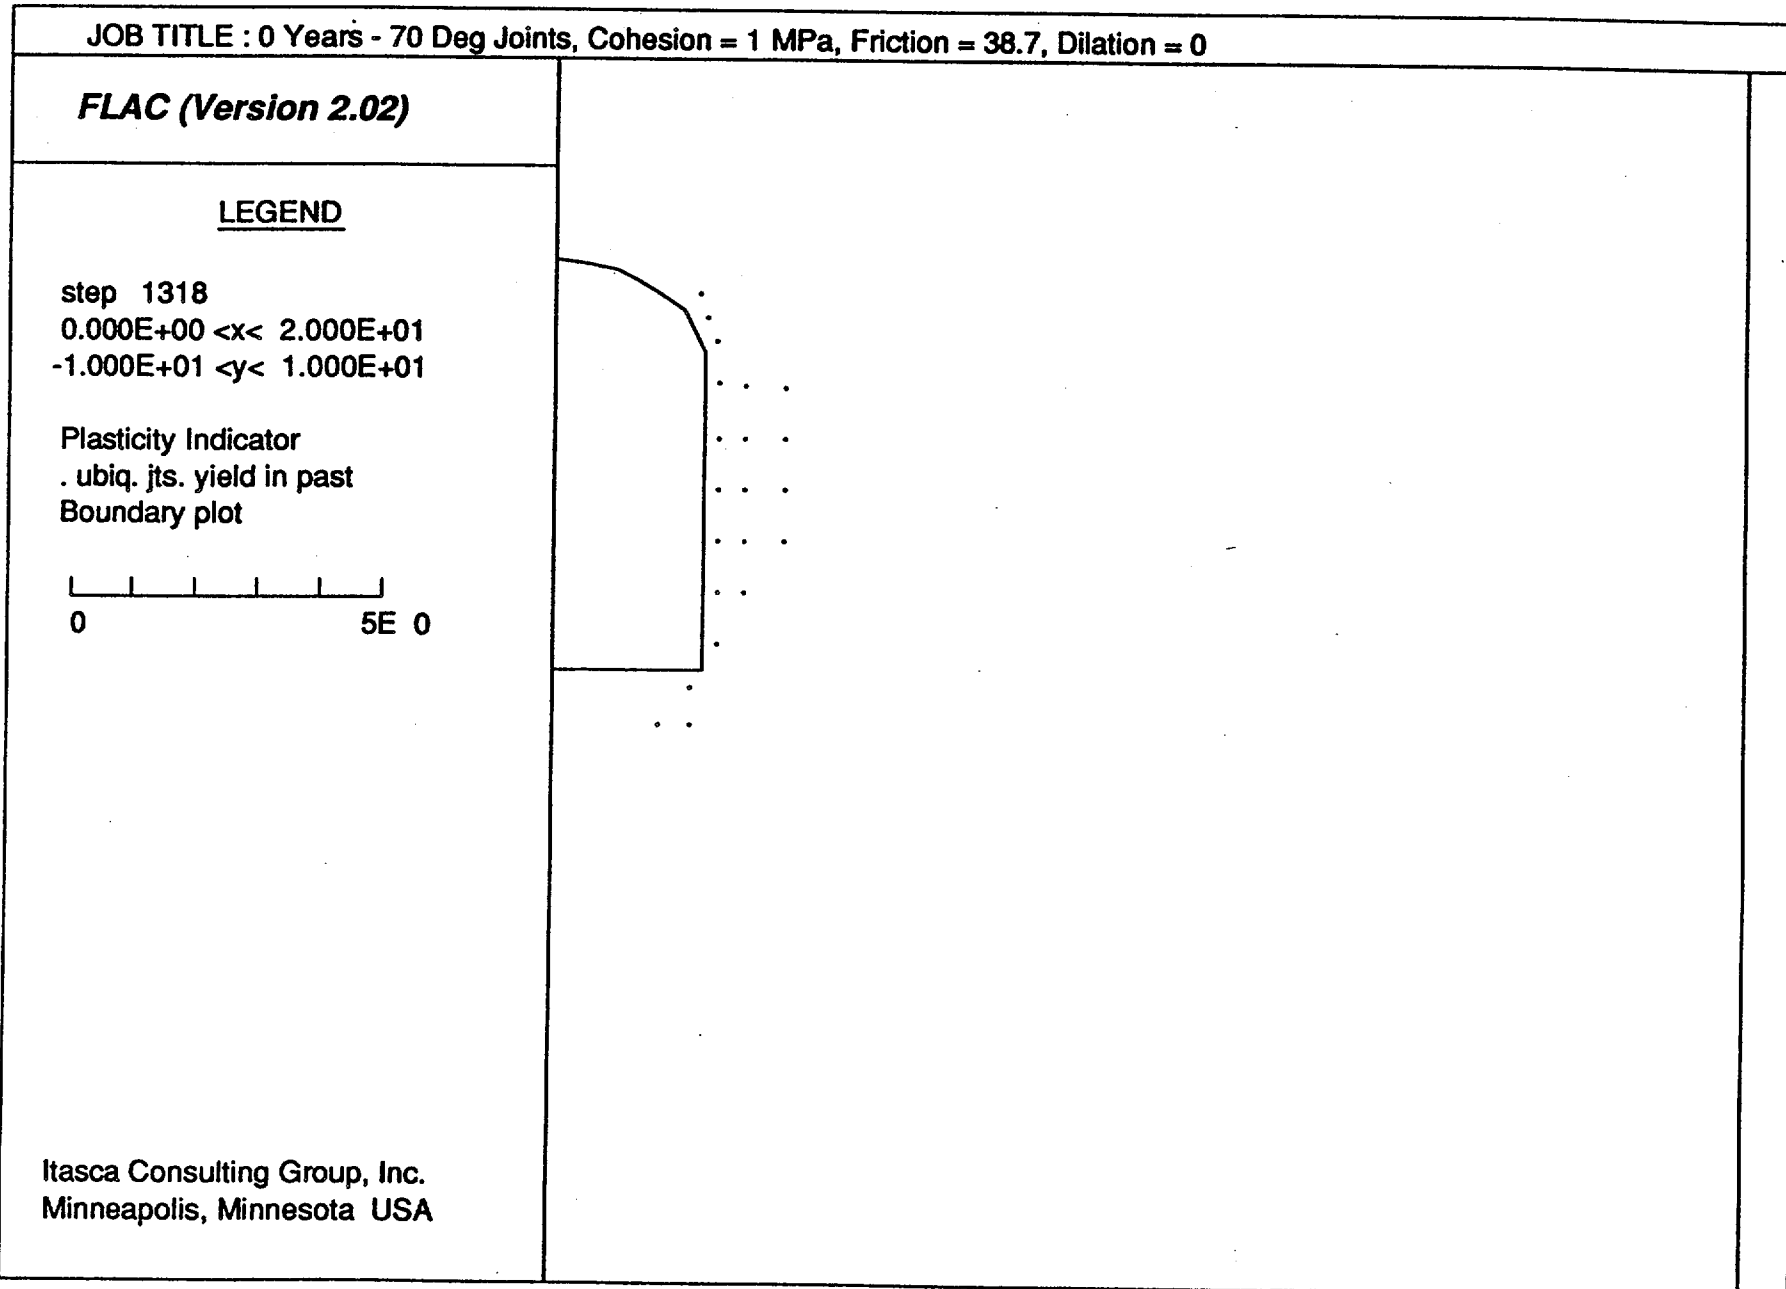 JOB TITLE : 0 Years - 70 Deg Joints, Cohesion = 1 MPa, Friction = 38.7, Dilation = 0
FLAC (Version 2.02)
LEGEND
step 1318
0.000E+00 <x< 2.000E+01
-1.000E+01 <y< 1.000E+01
Plasticity Indicator
. ubiq. jts. yield in past
Boundary plot
0 5E 0
Itasca Consulting Group, Inc.
Minneapolis, Minnesota USA